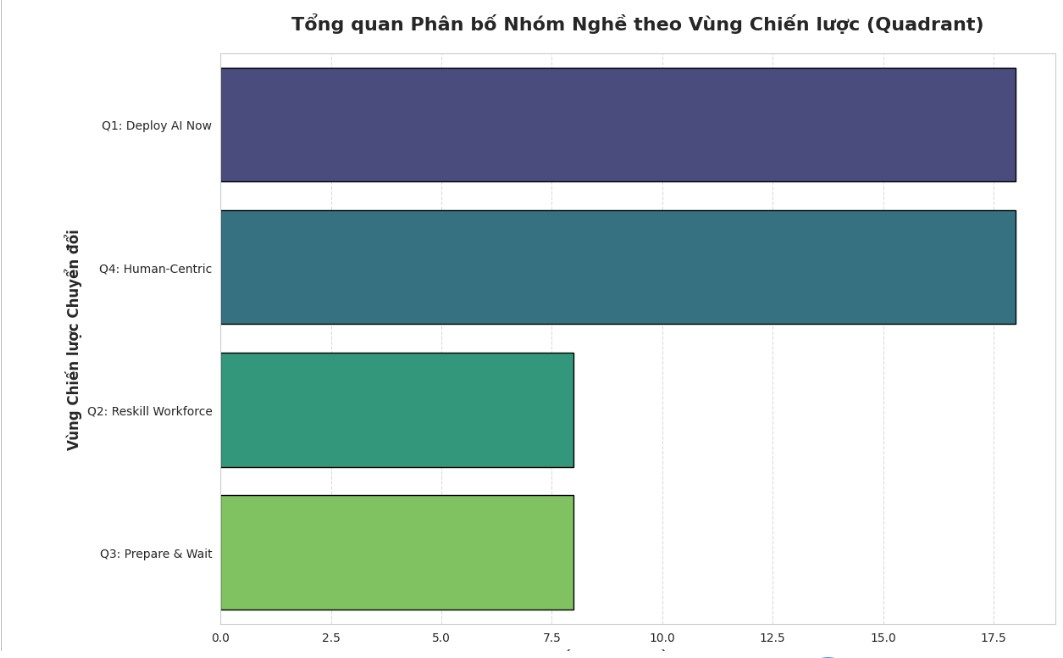 Tổng quan Phân bố Nhóm Nghề theo Vùng Chiến lược (Quadrant)
Vùng Chiến lược Chuyển đổi
Q1: Deploy AI Now
Q4: Human-Centric
Q2: Reskill Workforce
Q3: Prepare & Wait
0.0 2.5 5.0 7.5 10.0 12.5 15.0 17.5